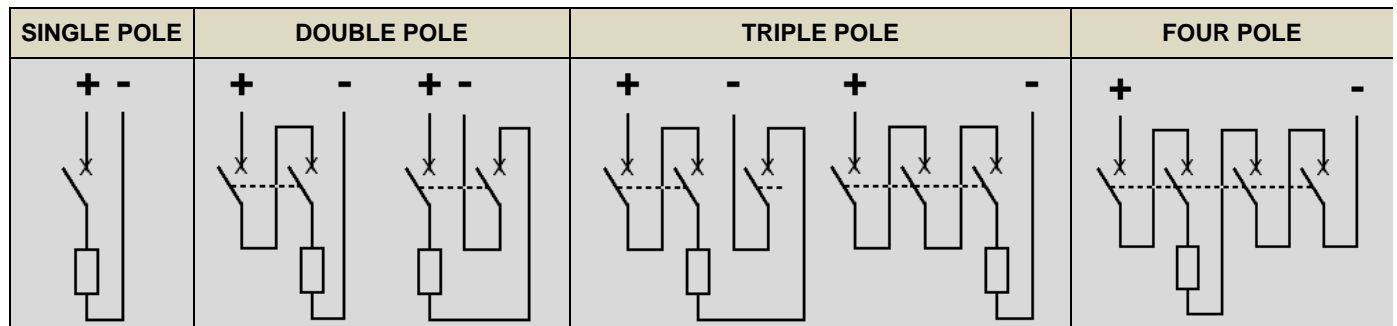 SINGLE POLE DOUBLE POLE TRIPLE POLE FOUR POLE
+ - + - + - + - + - + -